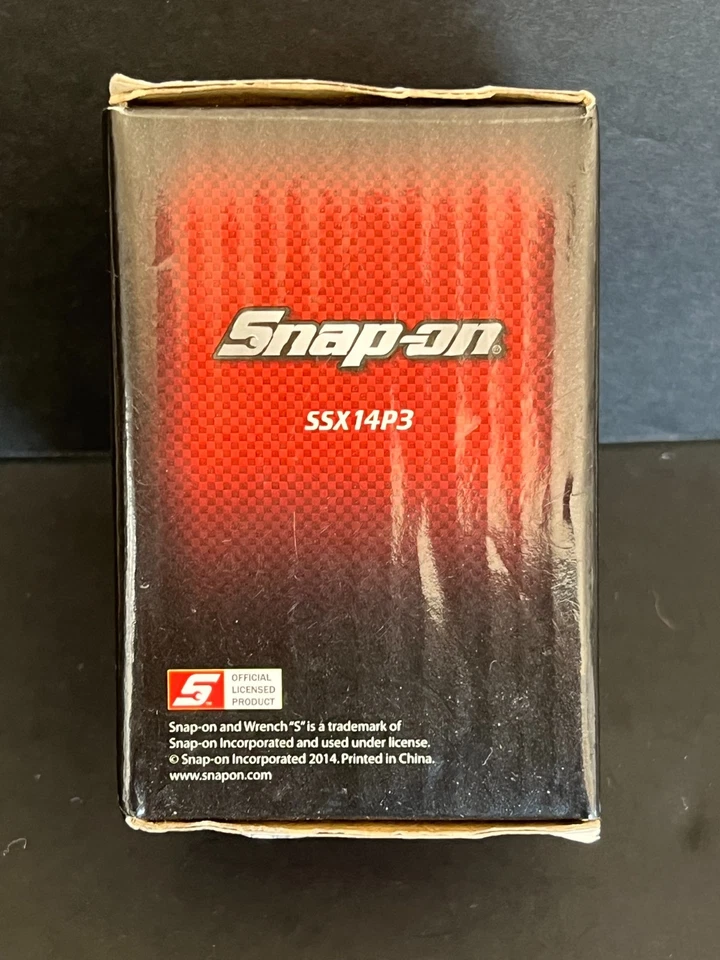 Snap-on®
SSX14P3
S™ OFFICIAL
LICENSED
PRODUCT
Snap-on and Wrench "S" is a trademark of
Snap-on Incorporated and used under license.
© Snap-on Incorporated 2014. Printed in China.
www.snapon.com